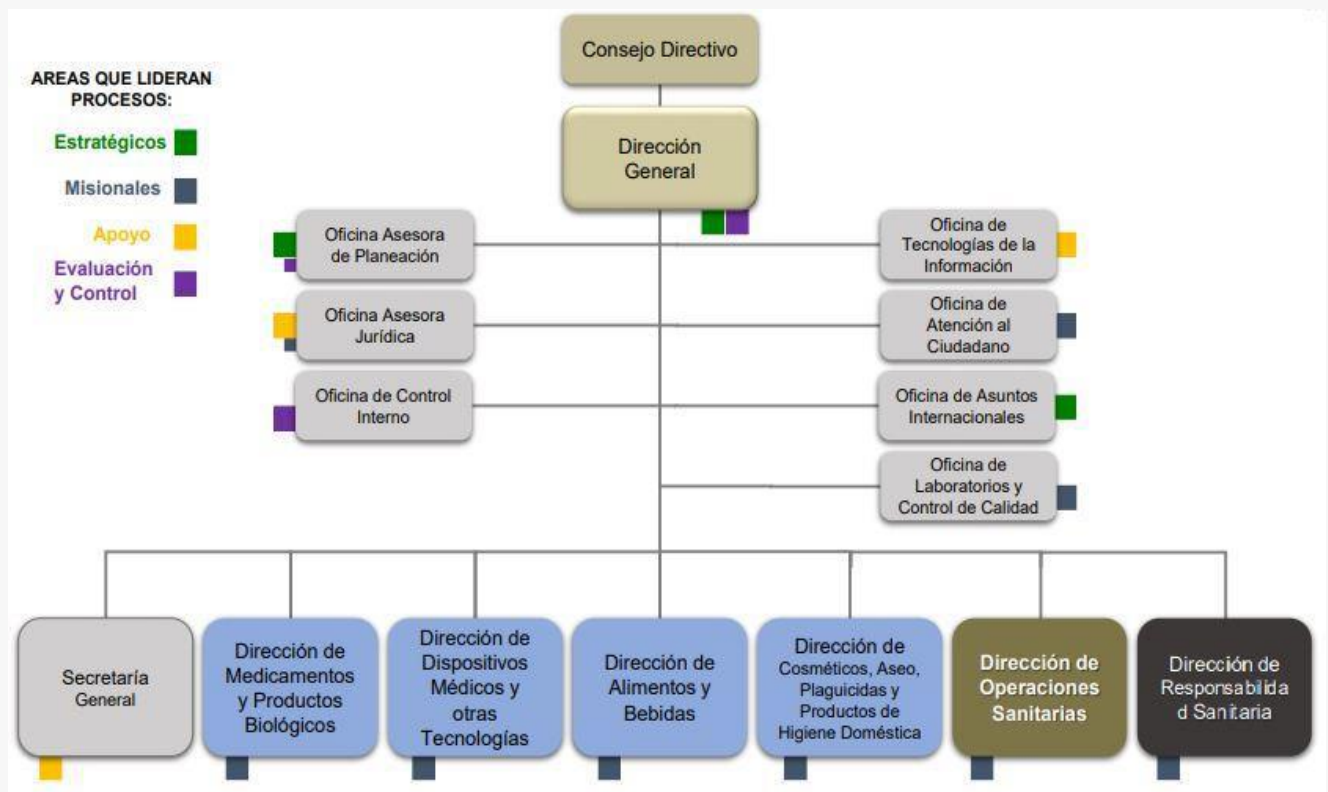 Consejo Directivo
AREAS QUE LIDERAN
PROCESOS:
Estratégicos
Misionales
Apoyo
Evaluación
y Control
Dirección
General
Oficina Asesora
de Planeación
Oficina de
Tecnologías de la
Información
Oficina Asesora
Jurídica
Oficina de
Atención al
Ciudadano
Oficina de Control
Interno
Oficina de Asuntos
Internacionales
Oficina de
Laboratorios y
Control de Calidad
Secretaría
General
Dirección de
Medicamentos
y Productos
Biológicos
Dirección de
Dispositivos
Médicos y
otras
Tecnologías
Dirección de
Alimentos y
Bebidas
Dirección de
Cosméticos, Aseo,
Plaguicidas y
Productos de
Higiene Doméstica
Dirección de
Operaciones
Sanitarias
Dirección de
Responsabilida
d Sanitaria